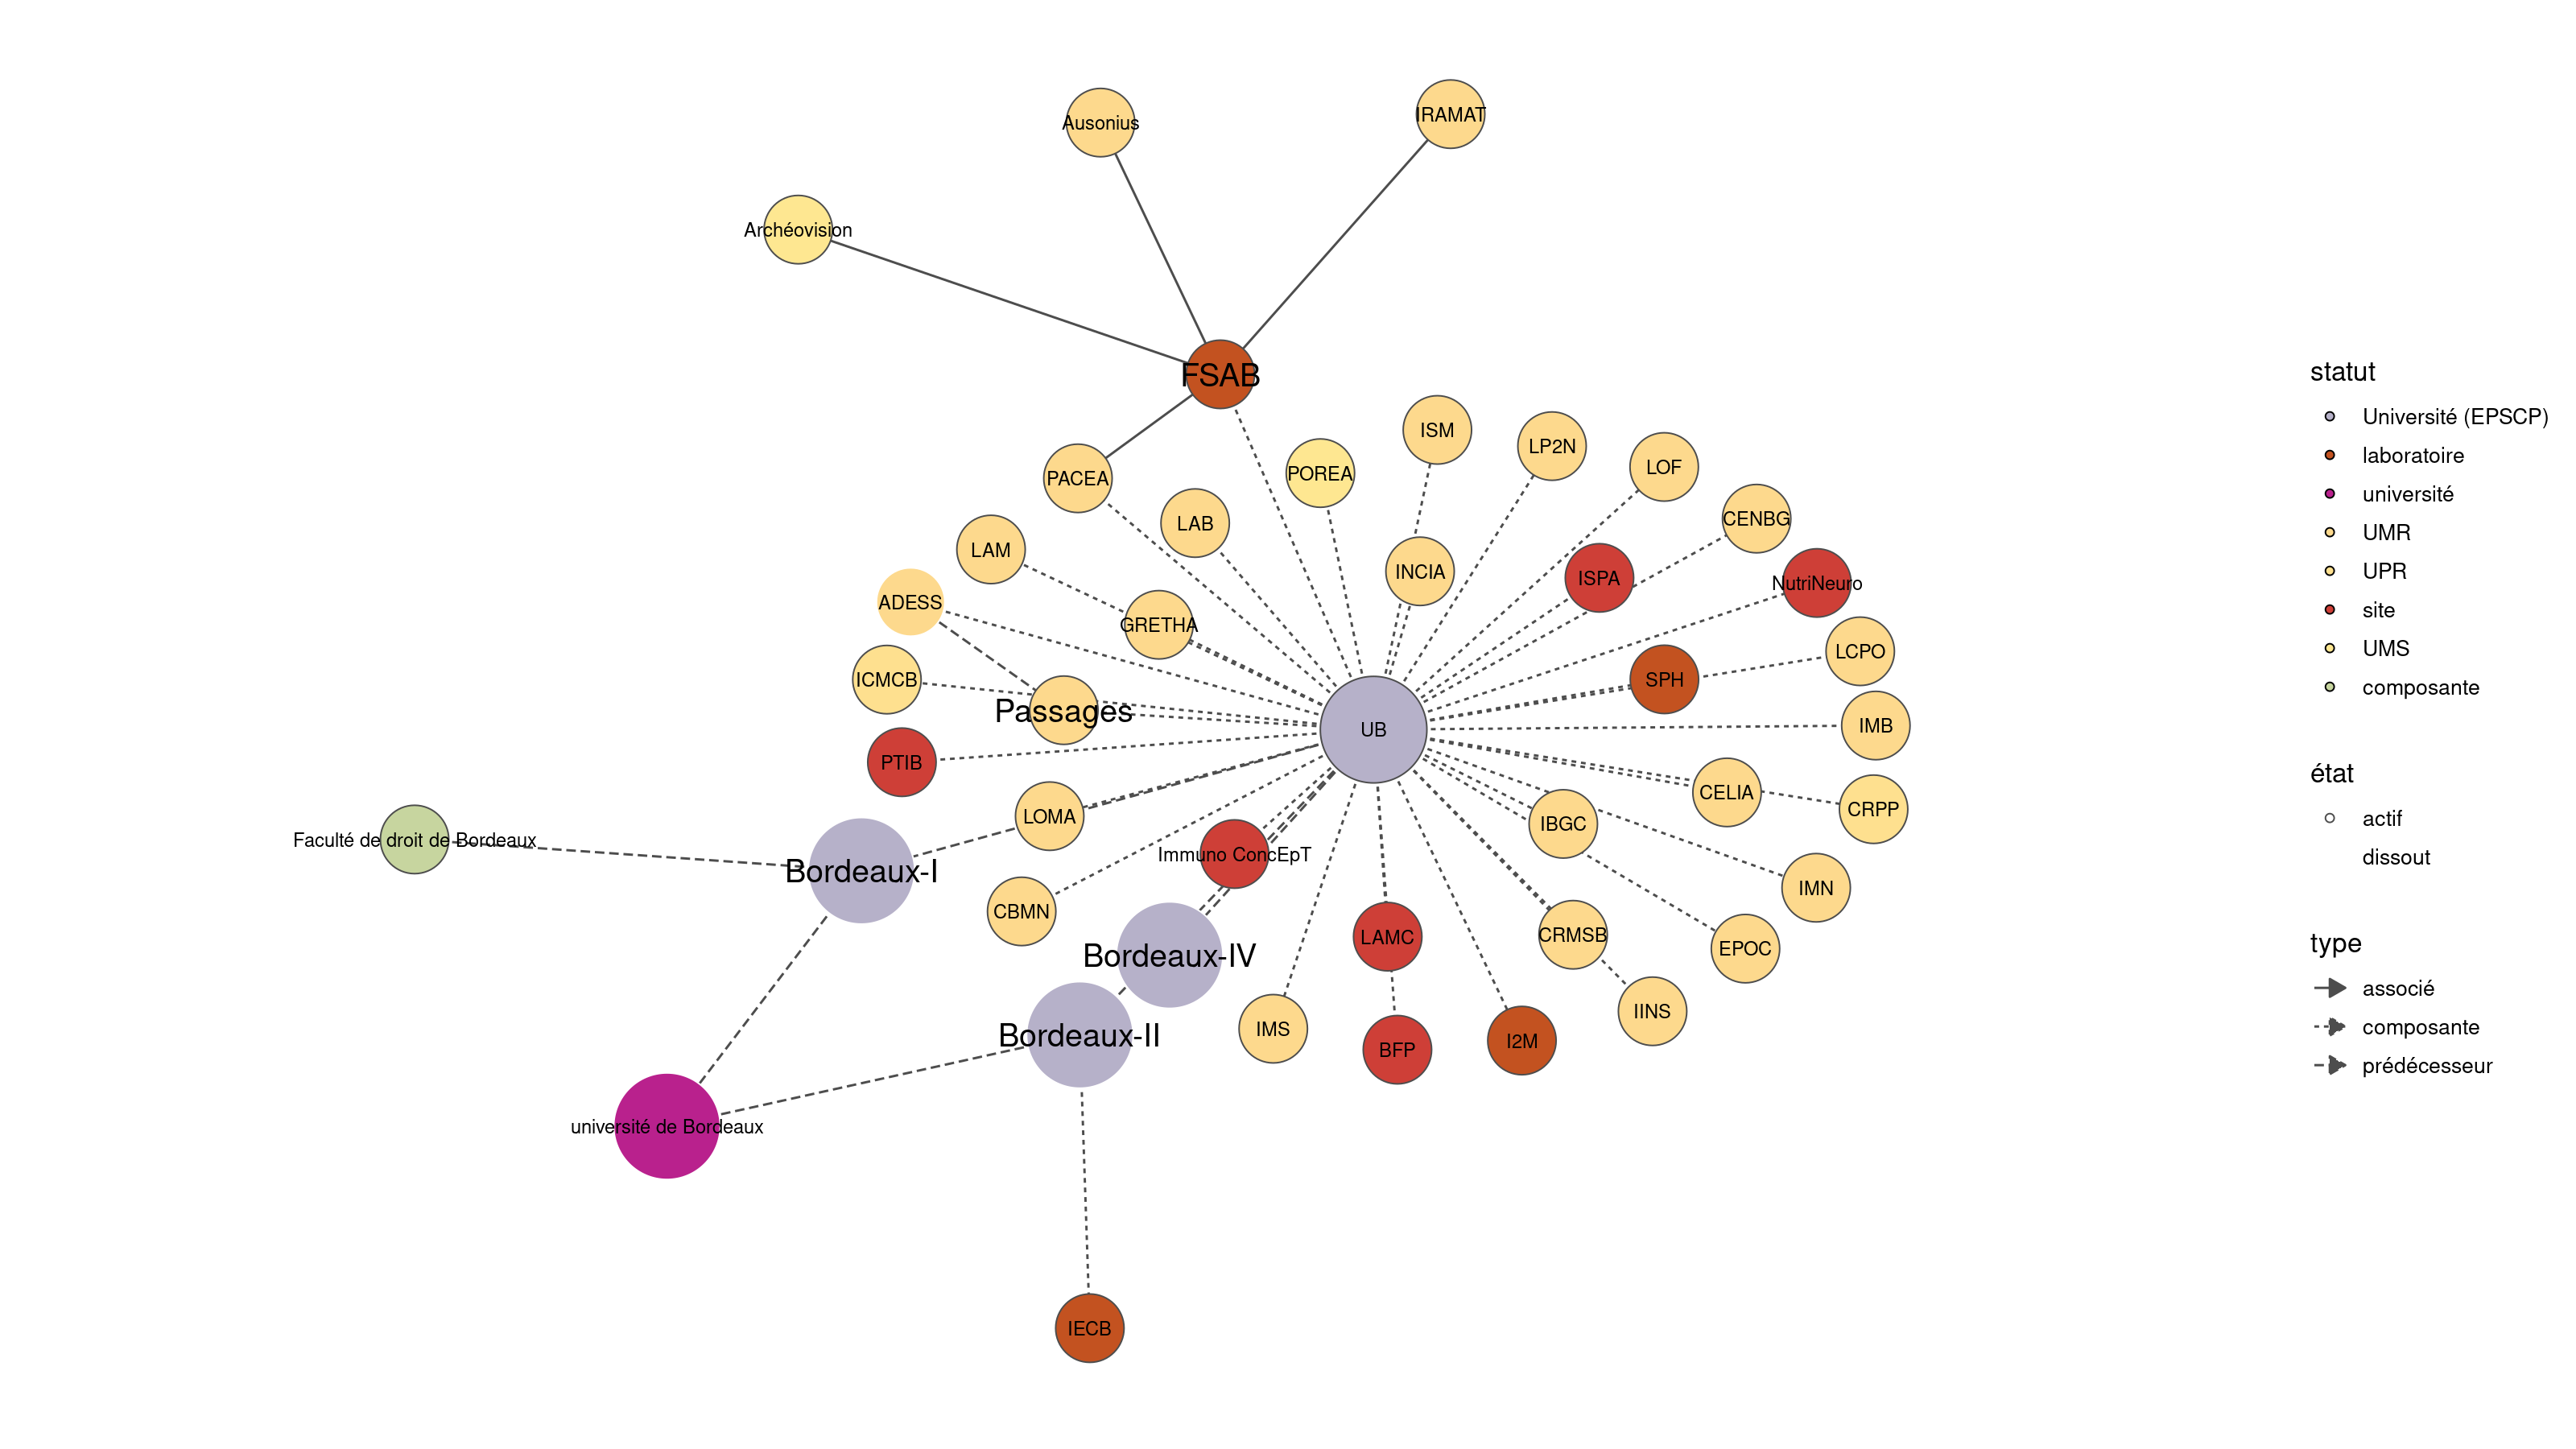 IRAMAT
Ausonius
Archéovision
FSAB
ISM
LP2N
LOF
POREA
PACEA
CENBG
LAB
LAM
INCIA
ISPA
NutriNeuro
ADESS
GRETHA
LCPO
ICMCB
SPH
Passages
IMB
UB
PTIB
CELIA
CRPP
LOMA
IBGC
Faculté de droit de Bordeaux
Immuno ConcEpT
Bordeaux-I
IMN
CBMN
CRMSB
LAMC
EPOC
Bordeaux-IV
IINS
IMS
Bordeaux-II
I2M
BFP
université de Bordeaux
IECB
statut
Université (EPSCP)
laboratoire
université
UMR
UPR
site
UMS
composante
état
actif
dissout
type
associé
composante
prédécesseur